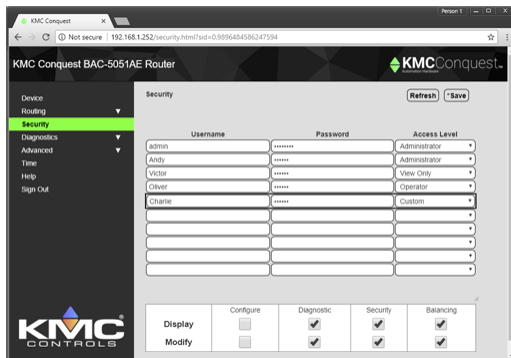 Person 1
KMC Conquest
Not secure | 192.168.1.252/security.html?sid=0.9896484586247594
KMC Conquest BAC-5051AE Router
KMCConquest
Automation Hardware
Device
Routing
Security
Diagnostics
Advanced
Time
Help
Sign Out
Security
Refresh *Save
Username Password Access Level
admin •••••••• Administrator
Andy •••••• Administrator
Victor •••••• View Only
Oliver •••••• Operator
Charlie •••••• Custom
Configure Diagnostic Security Balancing
Display
Modify
KMC
CONTROLS